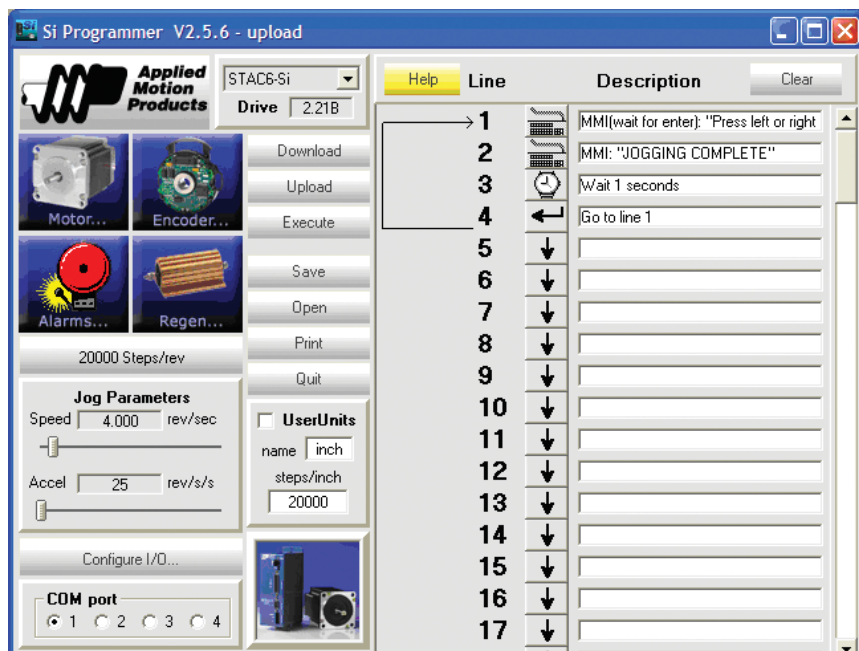 Si Programmer V2.5.6 - upload
Applied
Motion
Products
STAC6-Si
Drive 2.21B
Motor...
Encoder...
Alarms...
Regen...
20000 Steps/rev
Jog Parameters
Speed 4.000 rev/sec
Accel 25 rev/s/s
Configure I/O...
COM port
1 2 3 4
Download
Upload
Execute
Save
Open
Print
Quit
UserUnits
name inch
steps/inch
20000
Help Line Description Clear
1 MMI(wait for enter): "Press left or right
2 MMI: "JOGGING COMPLETE"
3 Wait 1 seconds
4 Go to line 1
5
6
7
8
9
10
11
12
13
14
15
16
17